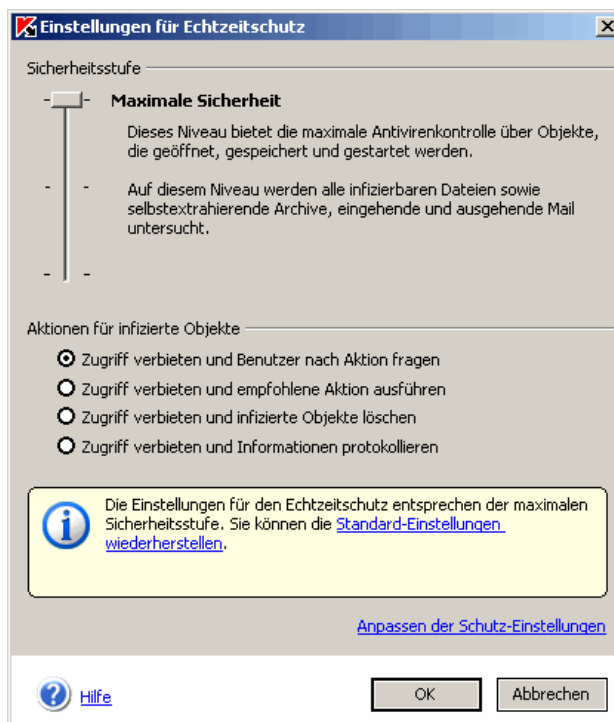 Einstellungen für Echtzeitschutz
Sicherheitsstufe
Maximale Sicherheit
Dieses Niveau bietet die maximale Antivirenkontrolle über Objekte,
die geöffnet, gespeichert und gestartet werden.
Auf diesem Niveau werden alle infizierbaren Dateien sowie
selbstextrahierende Archive, eingehende und ausgehende Mail
untersucht.
Aktionen für infizierte Objekte
Zugriff verbieten und Benutzer nach Aktion fragen
Zugriff verbieten und empfohlene Aktion ausführen
Zugriff verbieten und infizierte Objekte löschen
Zugriff verbieten und Informationen protokollieren
Die Einstellungen für den Echtzeitschutz entsprechen der maximalen
Sicherheitsstufe. Sie können die Standard-Einstellungen
wiederherstellen.
Anpassen der Schutz-Einstellungen
Hilfe
OK
Abbrechen